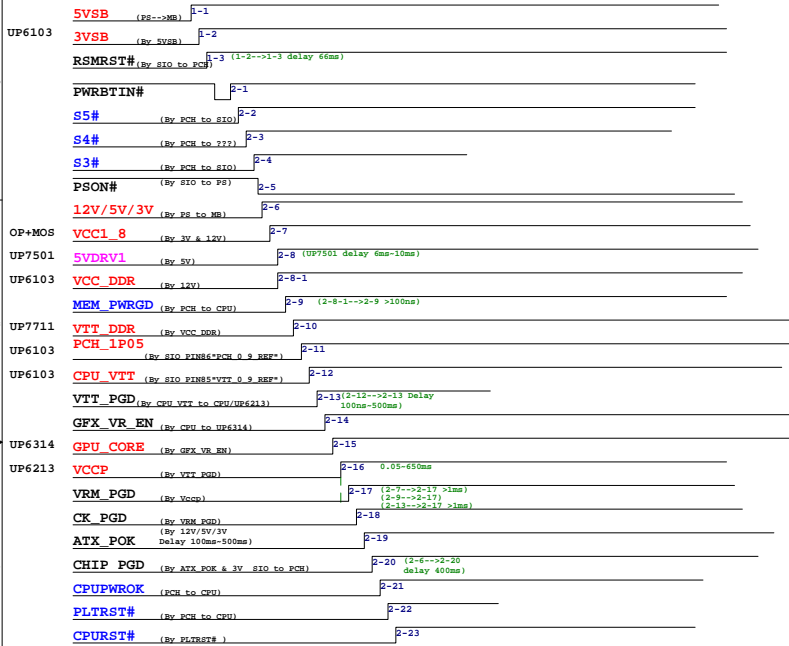 5VSB (PS-->MB) 1-1
UP6103 3VSB (By 5VSB) 1-2
RSMRST# (By SIO to PCH) 1-3 (1-2-->1-3 delay 66ms)
PWRBTIN# 2-1
S5# (By PCH to SIO) 2-2
S4# (By PCH to ???) 2-3
S3# (By PCH to SIO) 2-4
PSON# (By SIO to PS) 2-5
12V/5V/3V (By PS to MB) 2-6
OP+MOS VCC1_8 (By 3V & 12V) 2-7
UP7501 5VDRV1 (By 5V) 2-8 (UP7501 delay 6ms-10ms)
UP6103 VCC_DDR (By 12V) 2-8-1
MEM_PWRGD (By PCH to CPU) 2-9 (2-8-1-->2-9 >100ns)
UP7711 VTT_DDR (By VCC_DDR) 2-10
UP6103 PCH_1P05 (By SIO PIN86*PCH_0_9_REF*) 2-11
UP6103 CPU_VTT (By SIO PIN85*VTT_0_9_REF*) 2-12
VTT_PGD (By CPU_VTT to CPU/UP6213) 2-13 (2-12-->2-13 Delay
100ns~500ms)
GFX_VR_EN (By CPU to UP6314) 2-14
UP6314 GPU_CORE (By GFX_VR_EN) 2-15
UP6213 VCCP (By VTT_PGD) 2-16 0.05-650ms
VRM_PGD (By Vccp) 2-17 (2-7-->2-17 >1ms)
(2-9-->2-17)
(2-13-->2-17 >1ms)
CK_PGD (By VRM_PGD) 2-18
ATX_POK (By 12V/5V/3V
Delay 100ms~500ms) 2-19
CHIP_PGD (By ATX_POK & 3V SIO to PCH) 2-20 (2-6-->2-20
delay 400ms)
CPUPWROK (PCH to CPU) 2-21
PLTRST# (By PCH to CPU) 2-22
CPURST# (By PLTRST# ) 2-23